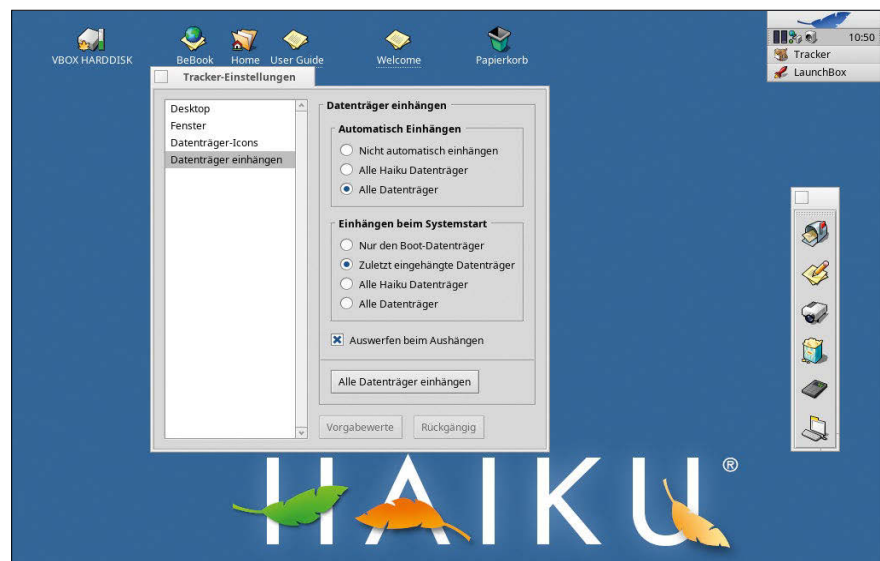 VBOX HARDDISK
BeBook
Home
User Guide
Welcome
Papierkorb
10:50
Tracker
LaunchBox
Tracker-Einstellungen
Desktop
Fenster
Datenträger-Icons
Datenträger einhängen
Datenträger einhängen
Automatisch Einhängen
Nicht automatisch einhängen
Alle Haiku Datenträger
Alle Datenträger
Einhängen beim Systemstart
Nur den Boot-Datenträger
Zuletzt eingehängte Datenträger
Alle Haiku Datenträger
Alle Datenträger
Auswerfen beim Aushängen
Alle Datenträger einhängen
Vorgabewerte
Rückgängig
HAIKU®